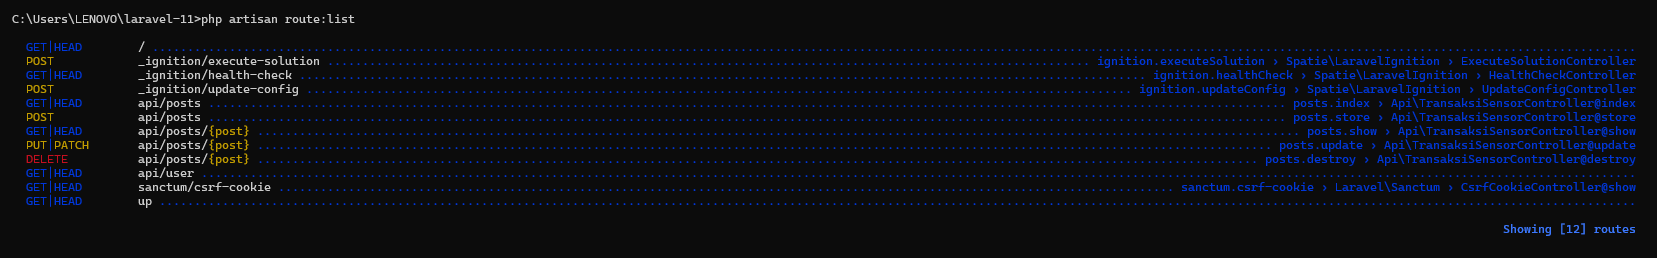 C:\Users\LENOVO\laravel-11>php artisan route:list
GET|HEAD / ....................................................................................................................................................................................................................
POST _ignition/execute-solution ............................................................................................................. ignition.executeSolution › Spatie\LaravelIgnition › ExecuteSolutionController
GET|HEAD _ignition/health-check ......................................................................................................................... ignition.healthCheck › Spatie\LaravelIgnition › HealthCheckController
POST _ignition/update-config ...................................................................................................................... ignition.updateConfig › Spatie\LaravelIgnition › UpdateConfigController
GET|HEAD api/posts .......................................................................................................................................................... posts.index › Api\TransaksiSensorController@index
POST api/posts .......................................................................................................................................................... posts.store › Api\TransaksiSensorController@store
GET|HEAD api/posts/{post} ..................................................................................................................................................... posts.show › Api\TransaksiSensorController@show
PUT|PATCH api/posts/{post} ................................................................................................................................................. posts.update › Api\TransaksiSensorController@update
DELETE api/posts/{post} ............................................................................................................................................... posts.destroy › Api\TransaksiSensorController@destroy
GET|HEAD api/user .............................................................................................................................................................................................................
GET|HEAD sanctum/csrf-cookie ................................................................................................................................ sanctum.csrf-cookie › Laravel\Sanctum › CsrfCookieController@show
GET|HEAD up ...................................................................................................................................................................................................................
Showing [12] routes